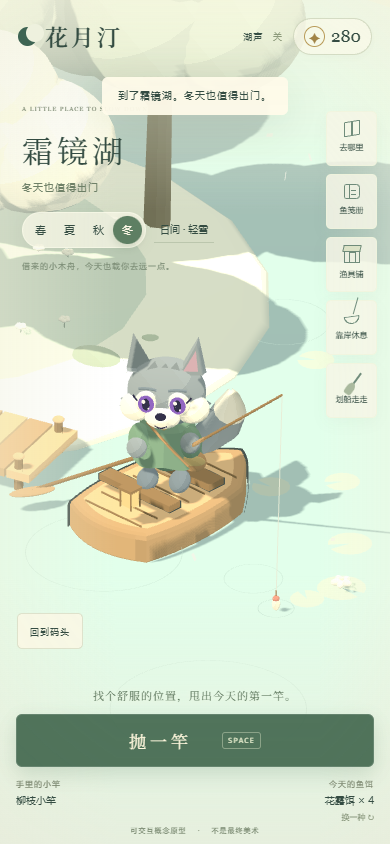 花月汀
湖声 关
280
到了霜镜湖。冬天也值得出门。
A LITTLE PLACE TO S
霜镜湖
冬天也值得出门
春 夏 秋 冬
日间·轻雪
借来的小木舟，今天也载你去远一点。
去哪里
鱼笺册
渔具铺
靠岸休息
划船走走
回到码头
找个舒服的位置，甩出今天的第一竿。
抛一竿 SPACE
手里的小竿
柳枝小竿
今天的鱼饵
花露饵 × 4
换一种 ↻
可交互概念原型 · 不是最终美术